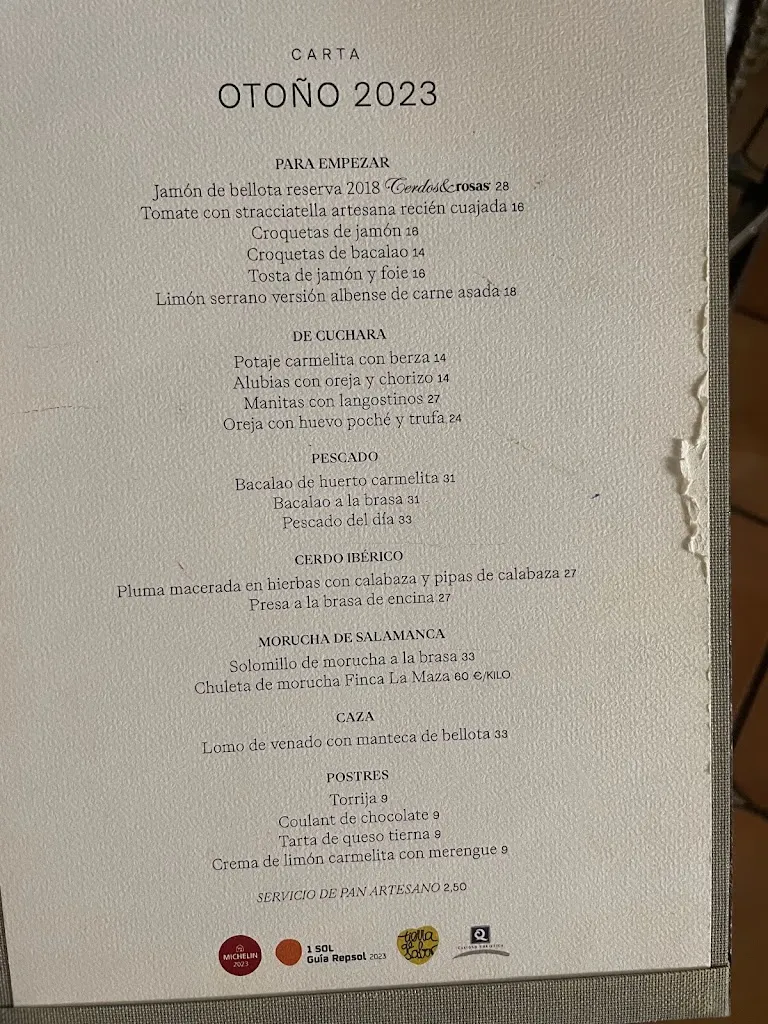 CARTA
OTOÑO 2023
PARA EMPEZAR
Jamón de bellota reserva 2018 Cerdos&rosas 28
Tomate con stracciatella artesana recién cuajada 16
Croquetas de jamón 16
Croquetas de bacalao 14
Tosta de jamón y foie 16
Limón serrano versión albense de carne asada 18
DE CUCHARA
Potaje carmelita con berza 14
Alubias con oreja y chorizo 14
Manitas con langostinos 27
Oreja con huevo poché y trufa 24
PESCADO
Bacalao de huerto carmelita 31
Bacalao a la brasa 31
Pescado del día 33
CERDO IBÉRICO
Pluma macerada en hierbas con calabaza y pipas de calabaza 27
Presa a la brasa de encina 27
MORUCHA DE SALAMANCA
Solomillo de morucha a la brasa 33
Chuleta de morucha Finca La Maza 60 €/KILO
CAZA
Lomo de venado con manteca de bellota 33
POSTRES
Torrija 9
Coulant de chocolate 9
Tarta de queso tierna 9
Crema de limón carmelita con merengue 9
SERVICIO DE PAN ARTESANO 2,50
MICHELIN
2023
1 SOL
Guía Repsol 2023
tierra
de sabor
Q